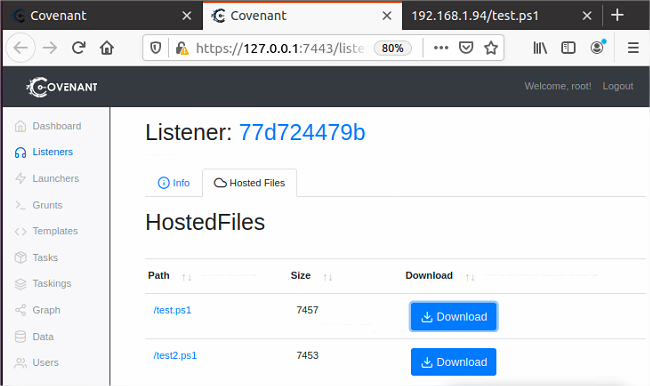 Covenant
Covenant
192.168.1.94/test.ps1
https://127.0.0.1:7443/liste
80%
COVENANT
Welcome, root!
Logout
Dashboard
Listeners
Launchers
Grunts
Templates
Tasks
Taskings
Graph
Data
Users
Listener: 77d724479b
Info
Hosted Files
HostedFiles
Path Size Download
/test.ps1 7457 Download
/test2.ps1 7453 Download